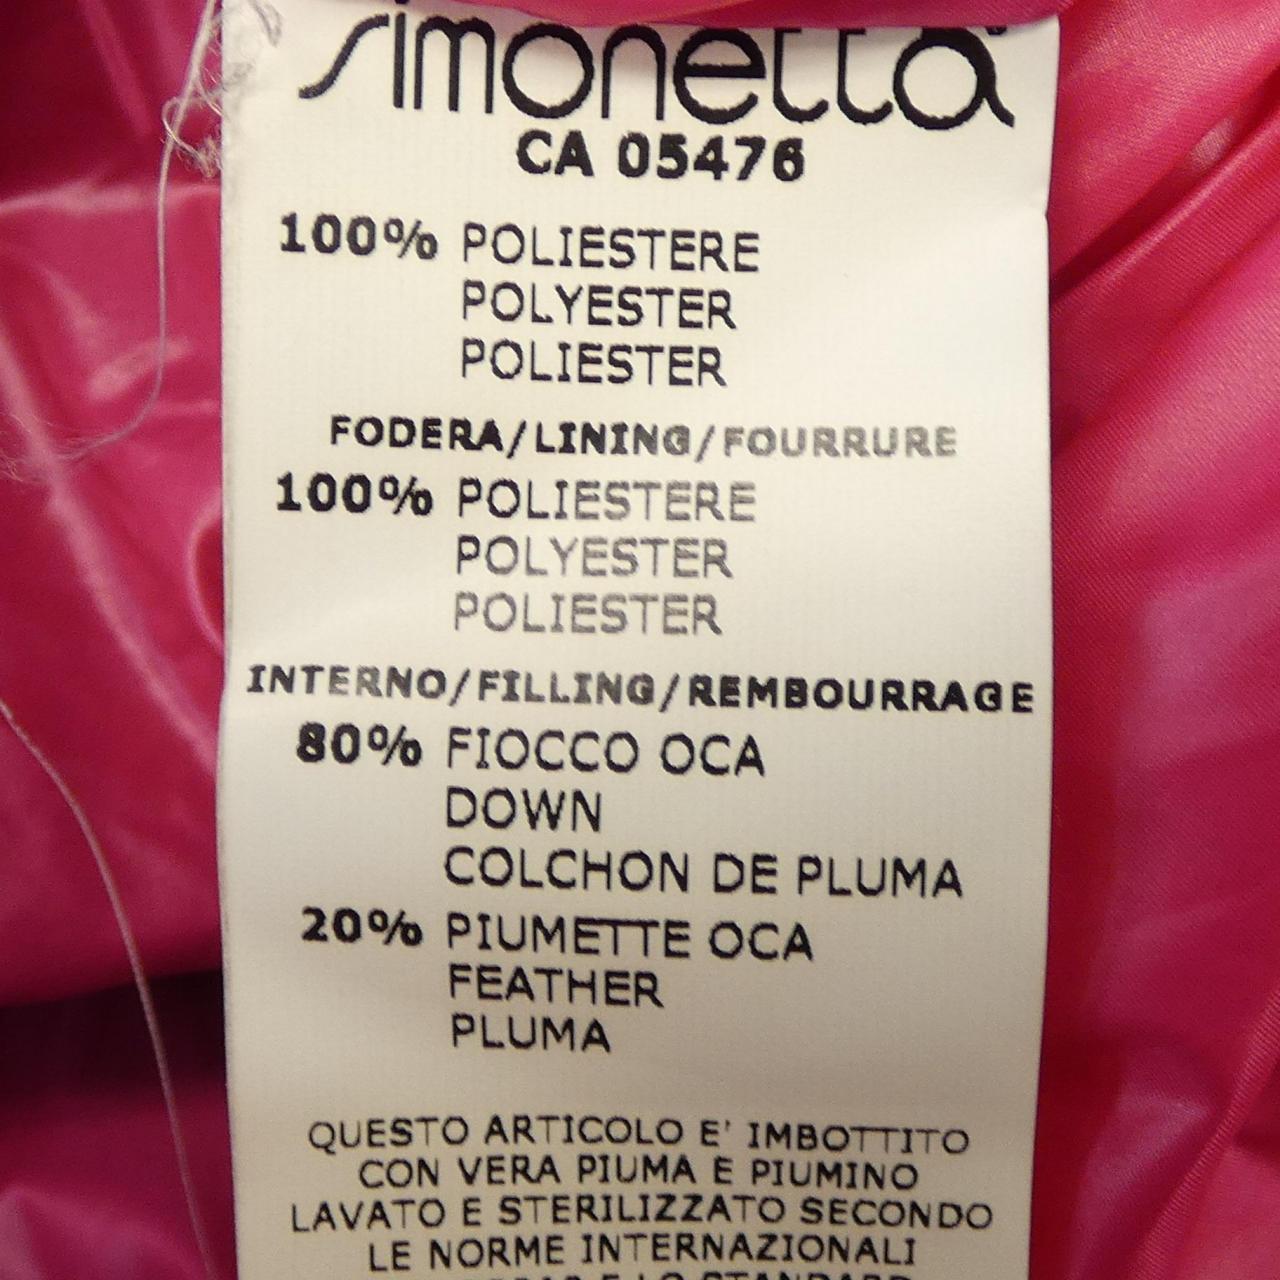 simonetta
CA 05476
100% POLIESTERE
POLYESTER
POLIESTER
FODERA/LINING/FOURRURE
100% POLIESTERE
POLYESTER
POLIESTER
INTERNO/FILLING/REMBOURRAGE
80% FIOCCO OCA
DOWN
COLCHON DE PLUMA
20% PIUMETTE OCA
FEATHER
PLUMA
QUESTO ARTICOLO E' IMBOTTITO
CON VERA PIUMA E PIUMINO
LAVATO E STERILIZZATO SECONDO
LE NORME INTERNAZIONALI
E LO STANDARD